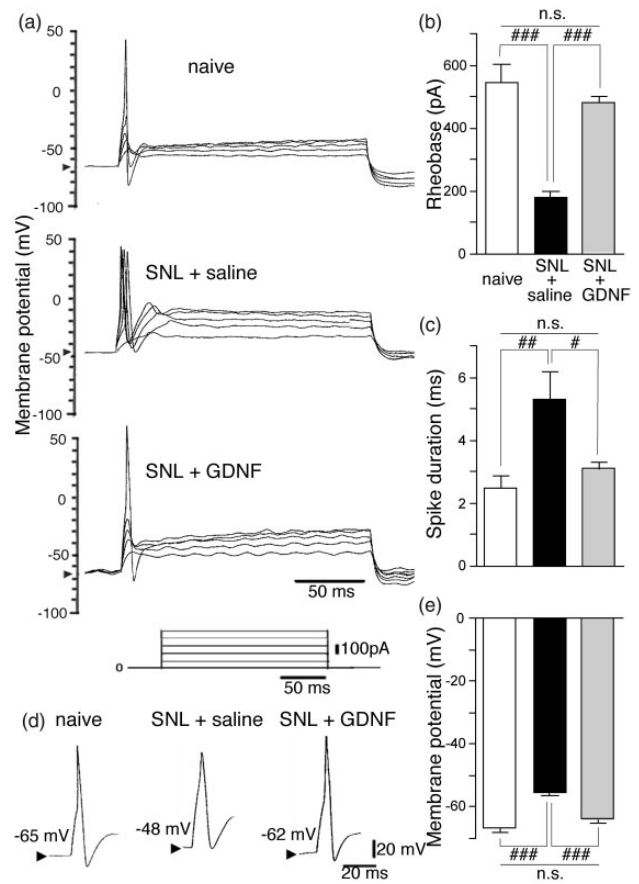 (a)
Membrane potential (mV)
naive
50
0
-50
-100
SNL + saline
50
0
-50
-100
SNL + GDNF
50
0
-50
-100
50 ms
0
100pA
50 ms
(b)
n.s.
### ###
Rheobase (pA)
600
400
200
0
naive
SNL
+
saline
SNL
+
GDNF
(c)
n.s.
## #
Spike duration (ms)
6
4
2
0
(d)
naive
SNL + saline
SNL + GDNF
-65 mV
-48 mV
-62 mV
20 mV
20 ms
(e)
Membrane potential (mV)
0
-20
-40
-60
### ###
n.s.